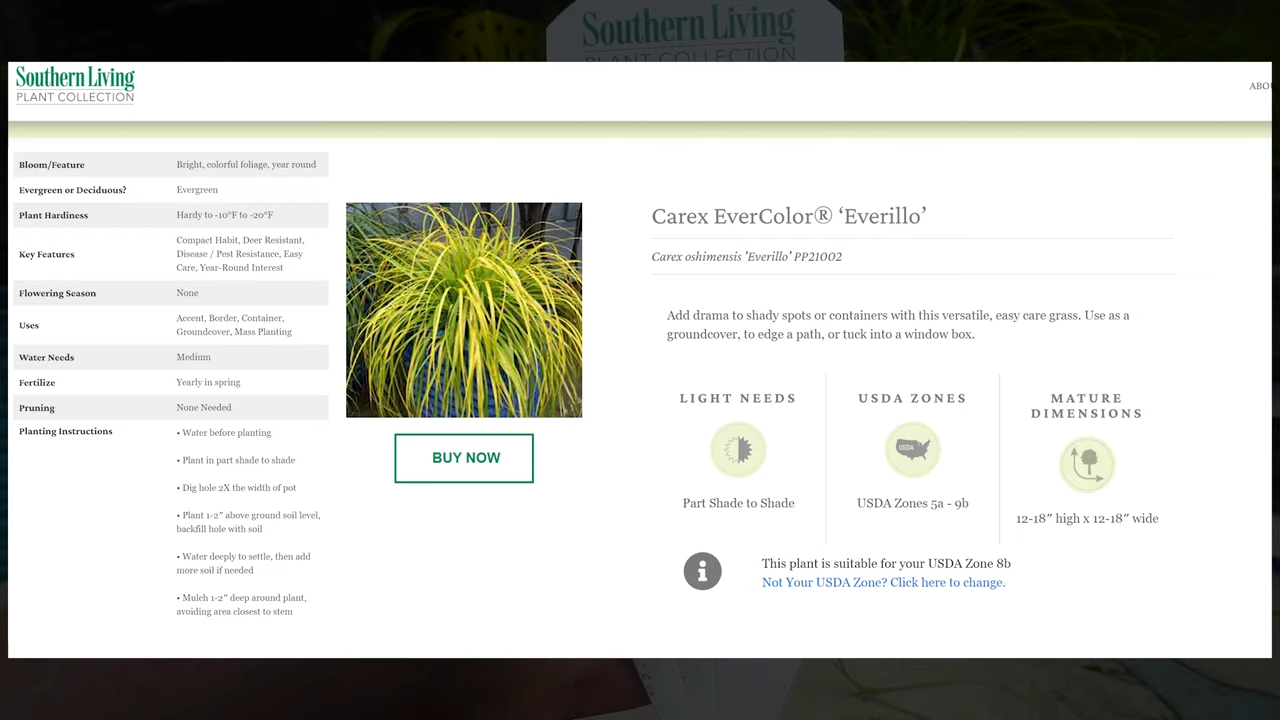 Southern Living
PLANT COLLECTION
Southern Living
PLANT COLLECTION
Bloom/Feature Bright, colorful foliage, year round
Evergreen or Deciduous? Evergreen
Plant Hardiness Hardy to -10°F to -20°F
Key Features Compact Habit, Deer Resistant,
Disease / Pest Resistance, Easy
Care, Year-Round Interest
Flowering Season None
Uses Accent, Border, Container,
Groundcover, Mass Planting
Water Needs Medium
Fertilize Yearly in spring
Pruning None Needed
Planting Instructions • Water before planting
• Plant in part shade to shade
• Dig hole 2X the width of pot
• Plant 1-2" above ground soil level,
backfill hole with soil
• Water deeply to settle, then add
more soil if needed
• Mulch 1-2" deep around plant,
avoiding area closest to stem
BUY NOW
Carex EverColor® ‘Everillo’
Carex oshimensis 'Everillo' PP21002
Add drama to shady spots or containers with this versatile, easy care grass. Use as a
groundcover, to edge a path, or tuck into a window box.
LIGHT NEEDS
Part Shade to Shade
USDA ZONES
USDA
USDA Zones 5a - 9b
MATURE
DIMENSIONS
12-18" high x 12-18" wide
This plant is suitable for your USDA Zone 8b
Not Your USDA Zone? Click here to change.